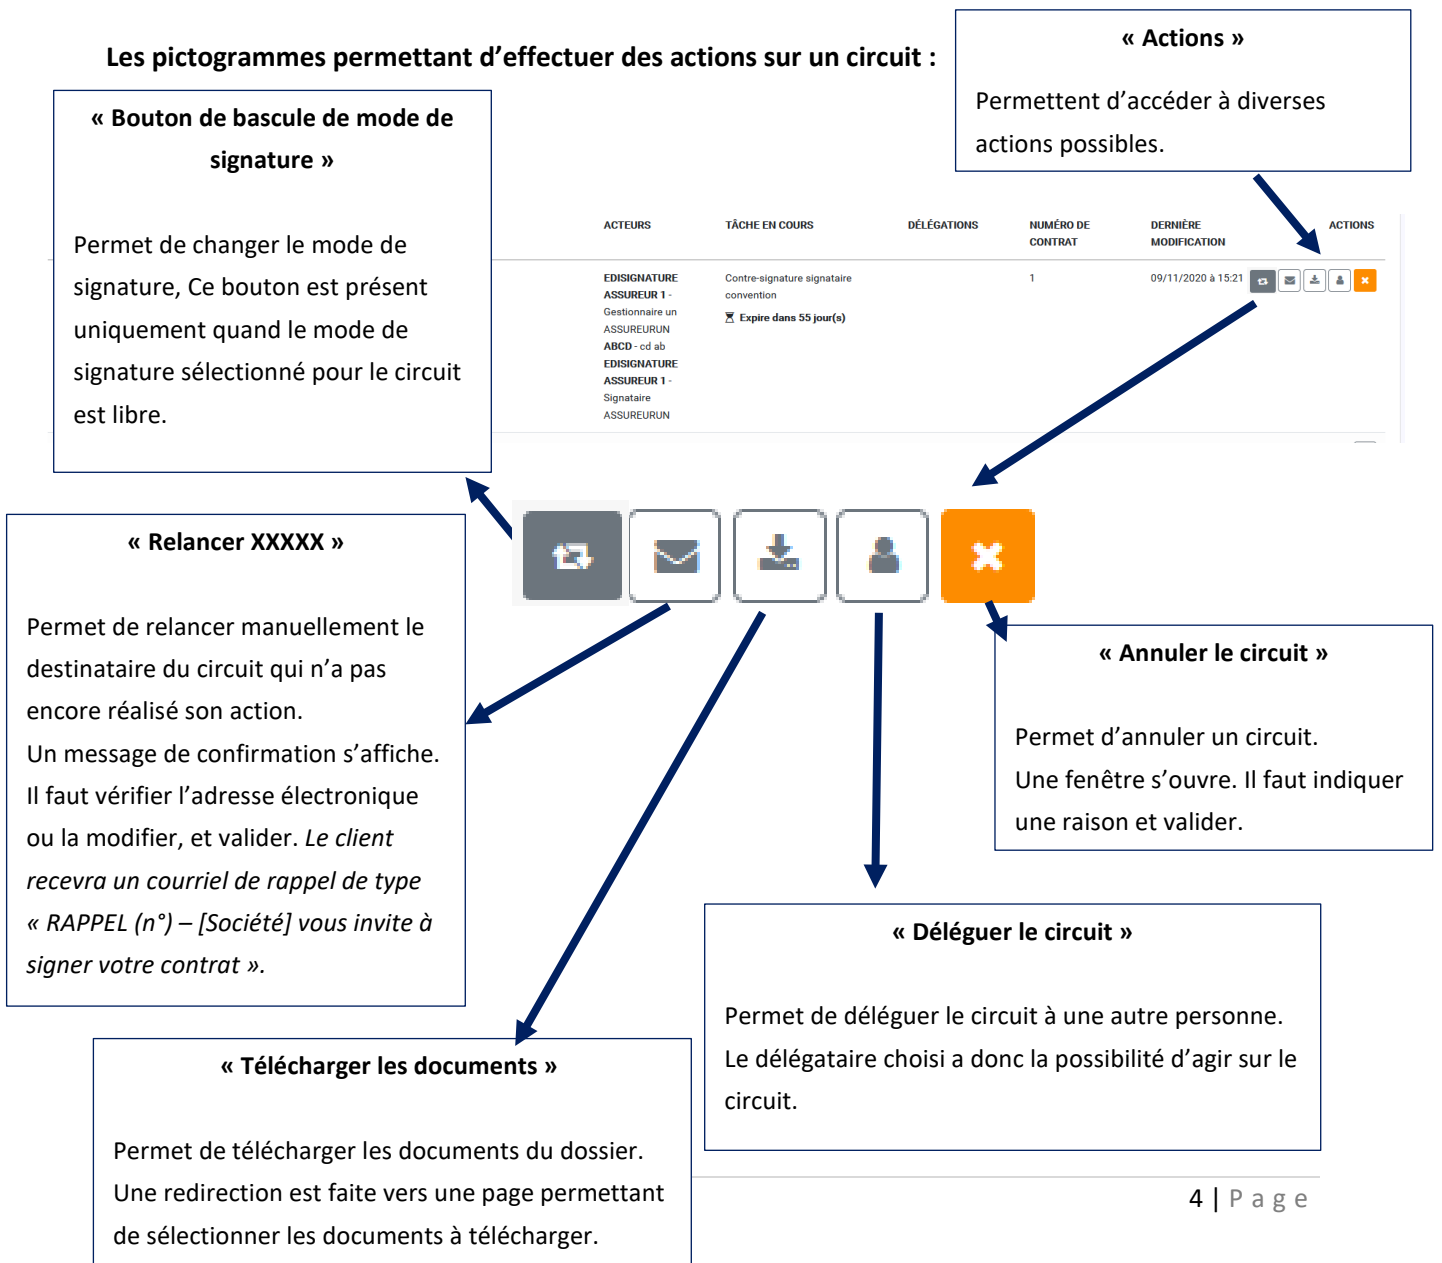 Les pictogrammes permettant d’effectuer des actions sur un circuit :
« Actions »
Permettent d’accéder à diverses
actions possibles.
« Bouton de bascule de mode de
signature »
Permet de changer le mode de
signature, Ce bouton est présent
uniquement quand le mode de
signature sélectionné pour le circuit
est libre.
ACTEURS TÂCHE EN COURS DÉLÉGATIONS NUMÉRO DE CONTRAT DERNIÈRE MODIFICATION ACTIONS
EDISIGNATURE
ASSUREUR 1 -
Gestionnaire un
ASSUREURUN
ABCD - cd ab
EDISIGNATURE
ASSUREUR 1 -
Signataire
ASSUREURUN
Contre-signature signataire
convention
Expire dans 55 jour(s)
1
09/11/2020 à 15:21
« Relancer XXXXX »
Permet de relancer manuellement le
destinataire du circuit qui n’a pas
encore réalisé son action.
Un message de confirmation s’affiche.
Il faut vérifier l’adresse électronique
ou la modifier, et valider. Le client
recevra un courriel de rappel de type
« RAPPEL (n°) – [Société] vous invite à
signer votre contrat ».
« Annuler le circuit »
Permet d’annuler un circuit.
Une fenêtre s’ouvre. Il faut indiquer
une raison et valider.
« Déléguer le circuit »
Permet de déléguer le circuit à une autre personne.
Le délégataire choisi a donc la possibilité d’agir sur le
circuit.
« Télécharger les documents »
Permet de télécharger les documents du dossier.
Une redirection est faite vers une page permettant
de sélectionner les documents à télécharger.
4 | P a g e